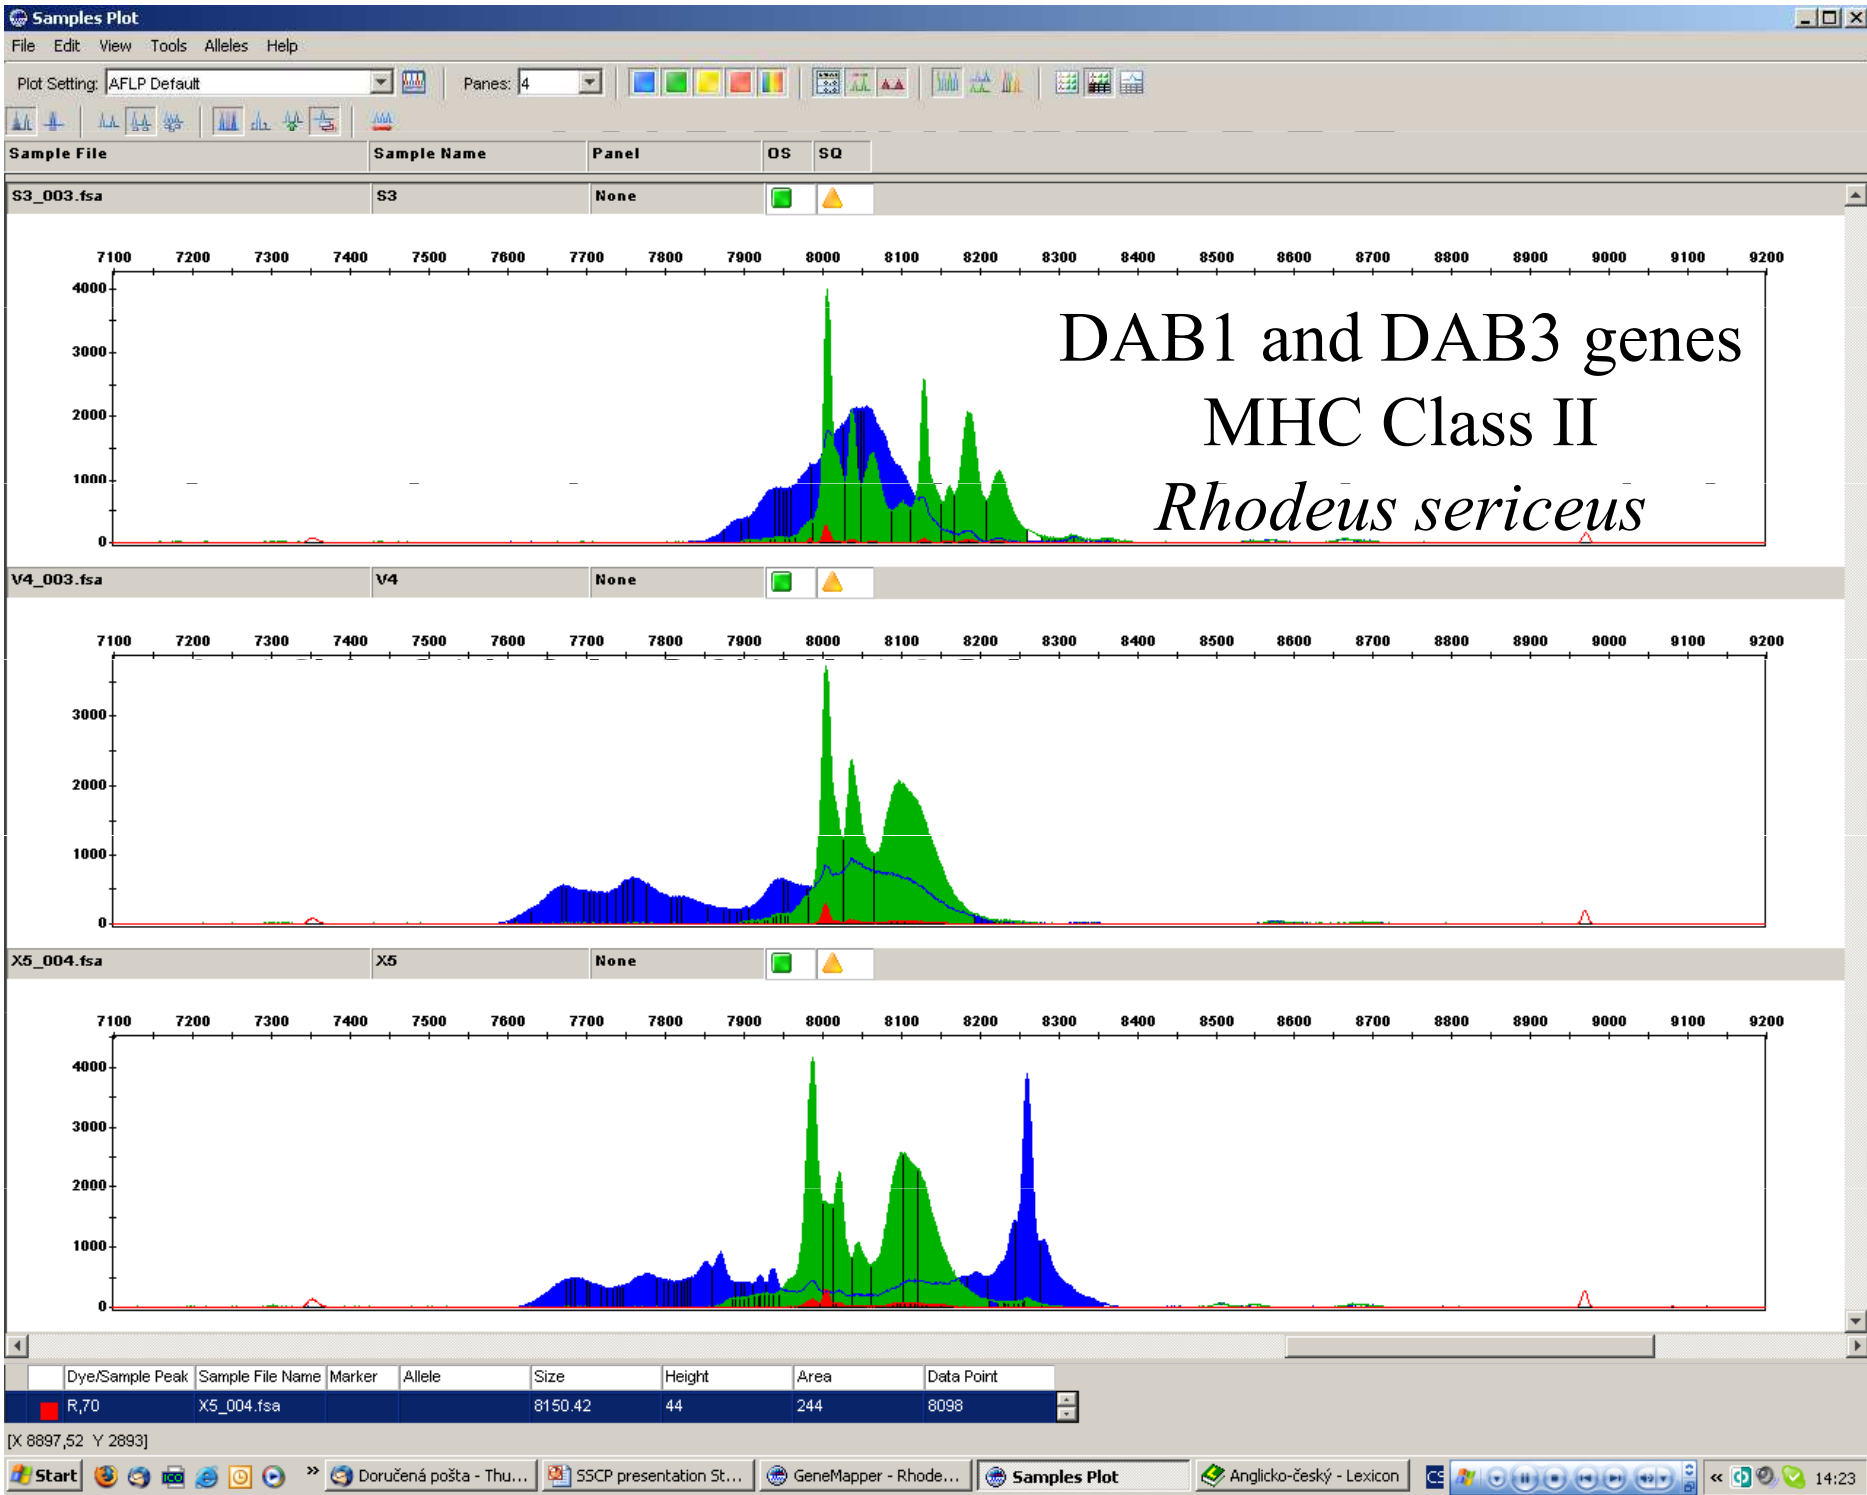 Samples Plot
File Edit View Tools Alleles Help
Plot Setting: AFLP Default Panes: 4
Sample File Sample Name Panel OS SQ
S3_003.fsa S3 None
7100 7200 7300 7400 7500 7600 7700 7800 7900 8000 8100 8200 8300 8400 8500 8600 8700 8800 8900 9000 9100 9200
4000
3000
2000
1000
0
DAB1 and DAB3 genes
MHC Class II
Rhodeus sericeus
V4_003.fsa V4 None
7100 7200 7300 7400 7500 7600 7700 7800 7900 8000 8100 8200 8300 8400 8500 8600 8700 8800 8900 9000 9100 9200
3000
2000
1000
0
X5_004.fsa X5 None
7100 7200 7300 7400 7500 7600 7700 7800 7900 8000 8100 8200 8300 8400 8500 8600 8700 8800 8900 9000 9100 9200
4000
3000
2000
1000
0
Dye/Sample Peak Sample File Name Marker Allele Size Height Area Data Point
R,70 X5_004.fsa 8150.42 44 244 8098
[X 8897,52 Y 2893]
Start » Doručená pošta - Thu... SSCP presentation St... GeneMapper - Rhode... Samples Plot Anglicko-český - Lexicon CS « 14:23